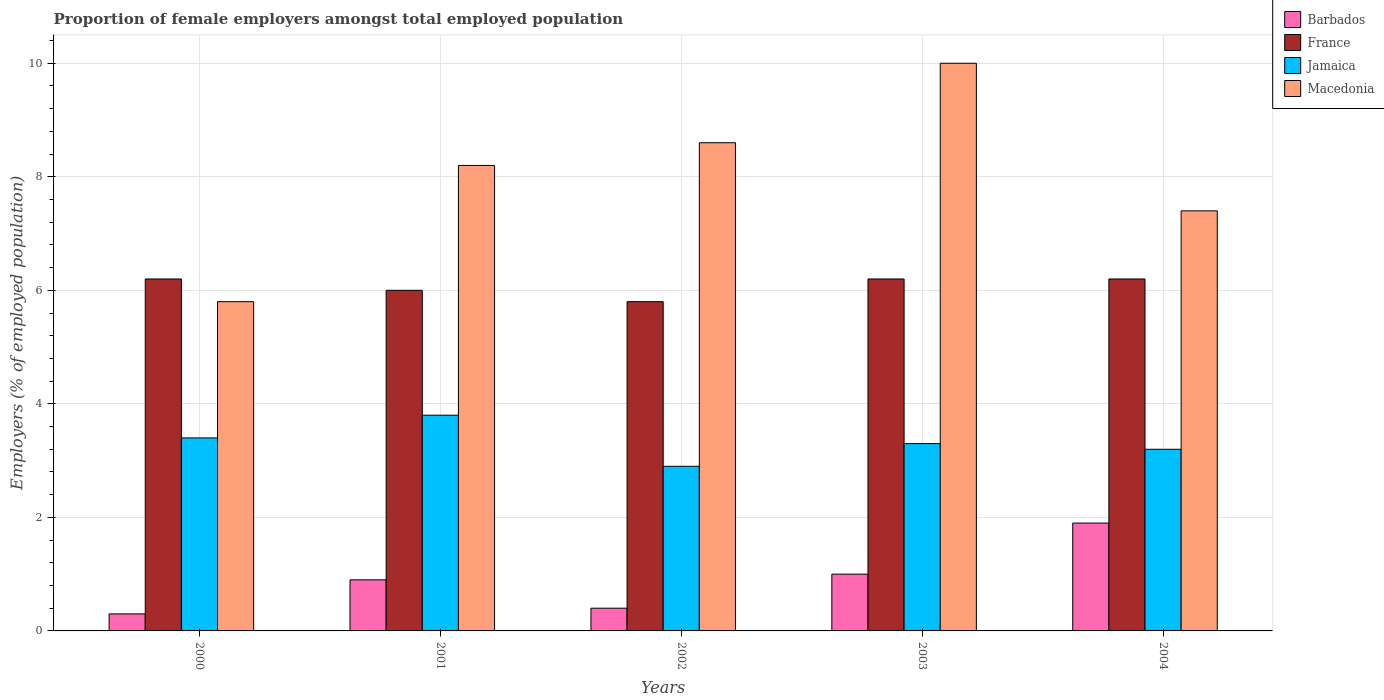 Proportion of female employers amongst total employed population
Barbados
France
Jamaica
Macedonia
Employers (% of employed population)
10
8
6
4
2
0
2000
2001
2002
2003
2004
Years